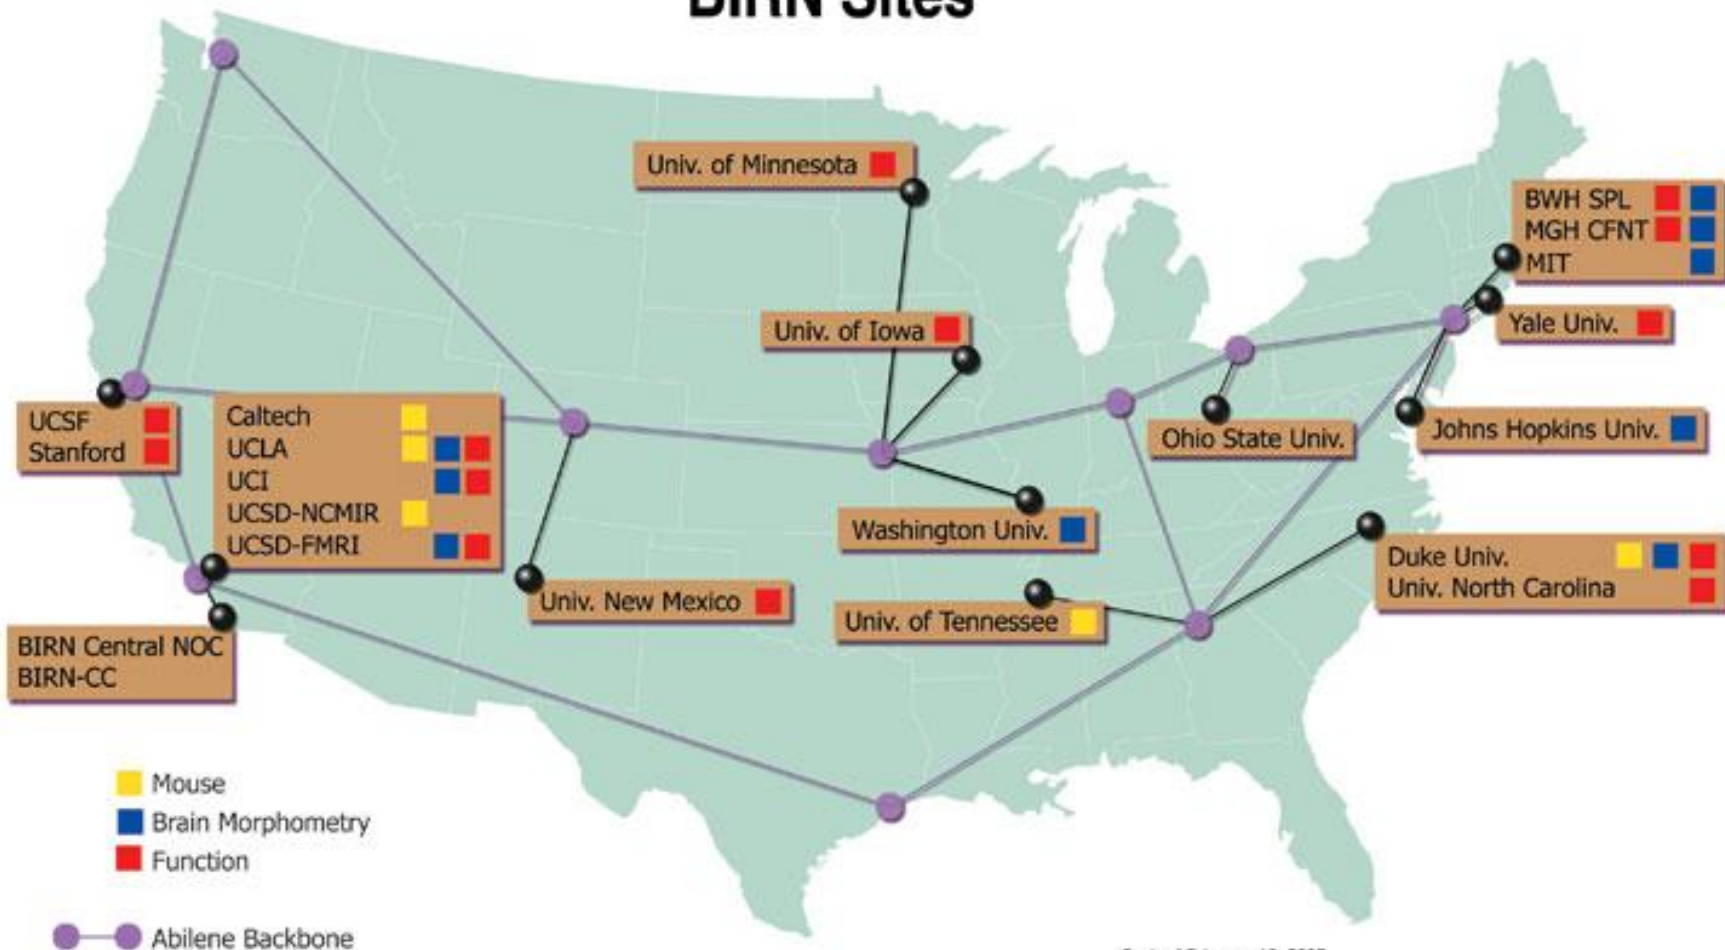 BIRN Sites
Univ. of Minnesota
BWH SPL
MGH CFNT
MIT
Univ. of Iowa
Yale Univ.
UCSF
Stanford
Caltech
UCLA
UCI
UCSD-NCMIR
UCSD-FMRI
Ohio State Univ.
Johns Hopkins Univ.
Washington Univ.
Duke Univ.
Univ. North Carolina
Univ. New Mexico
Univ. of Tennessee
BIRN Central NOC
BIRN-CC
Mouse
Brain Morphometry
Function
Abilene Backbone